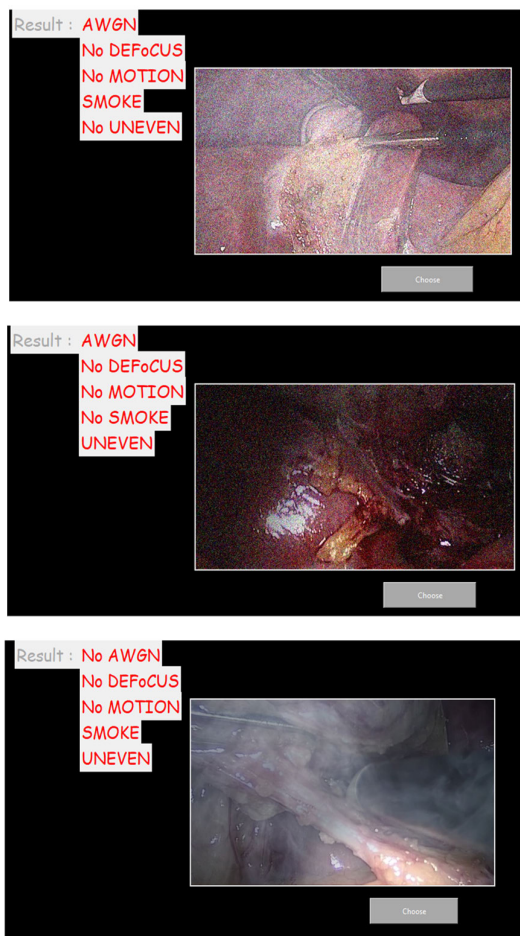 Result : AWGN
No DEFoCUS
No MOTION
SMOKE
No UNEVEN
Choose
Result : AWGN
No DEFoCUS
No MOTION
No SMOKE
UNEVEN
Choose
Result : No AWGN
No DEFoCUS
No MOTION
SMOKE
UNEVEN
Choose